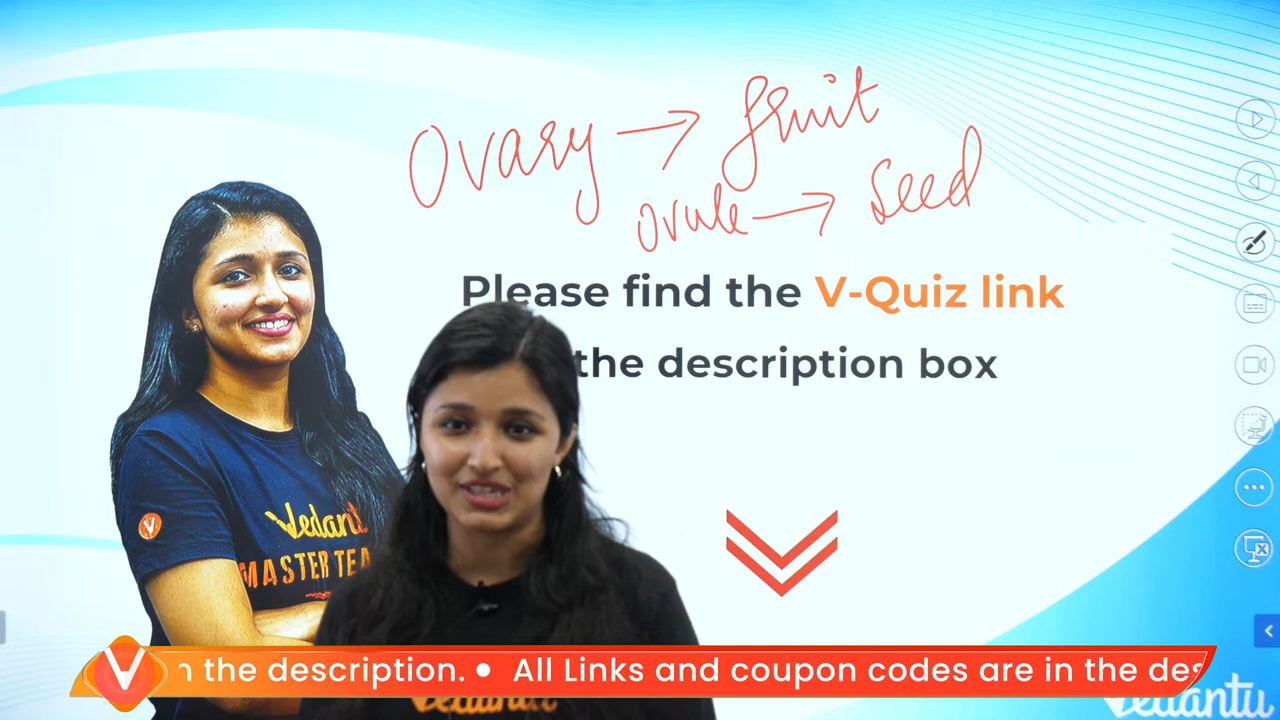 Ovary → fruit
ovule → Seed
Please find the V-Quiz link
the description box
Vedant
MASTER TEA
n the description. • All Links and coupon codes are in the des
vedantu